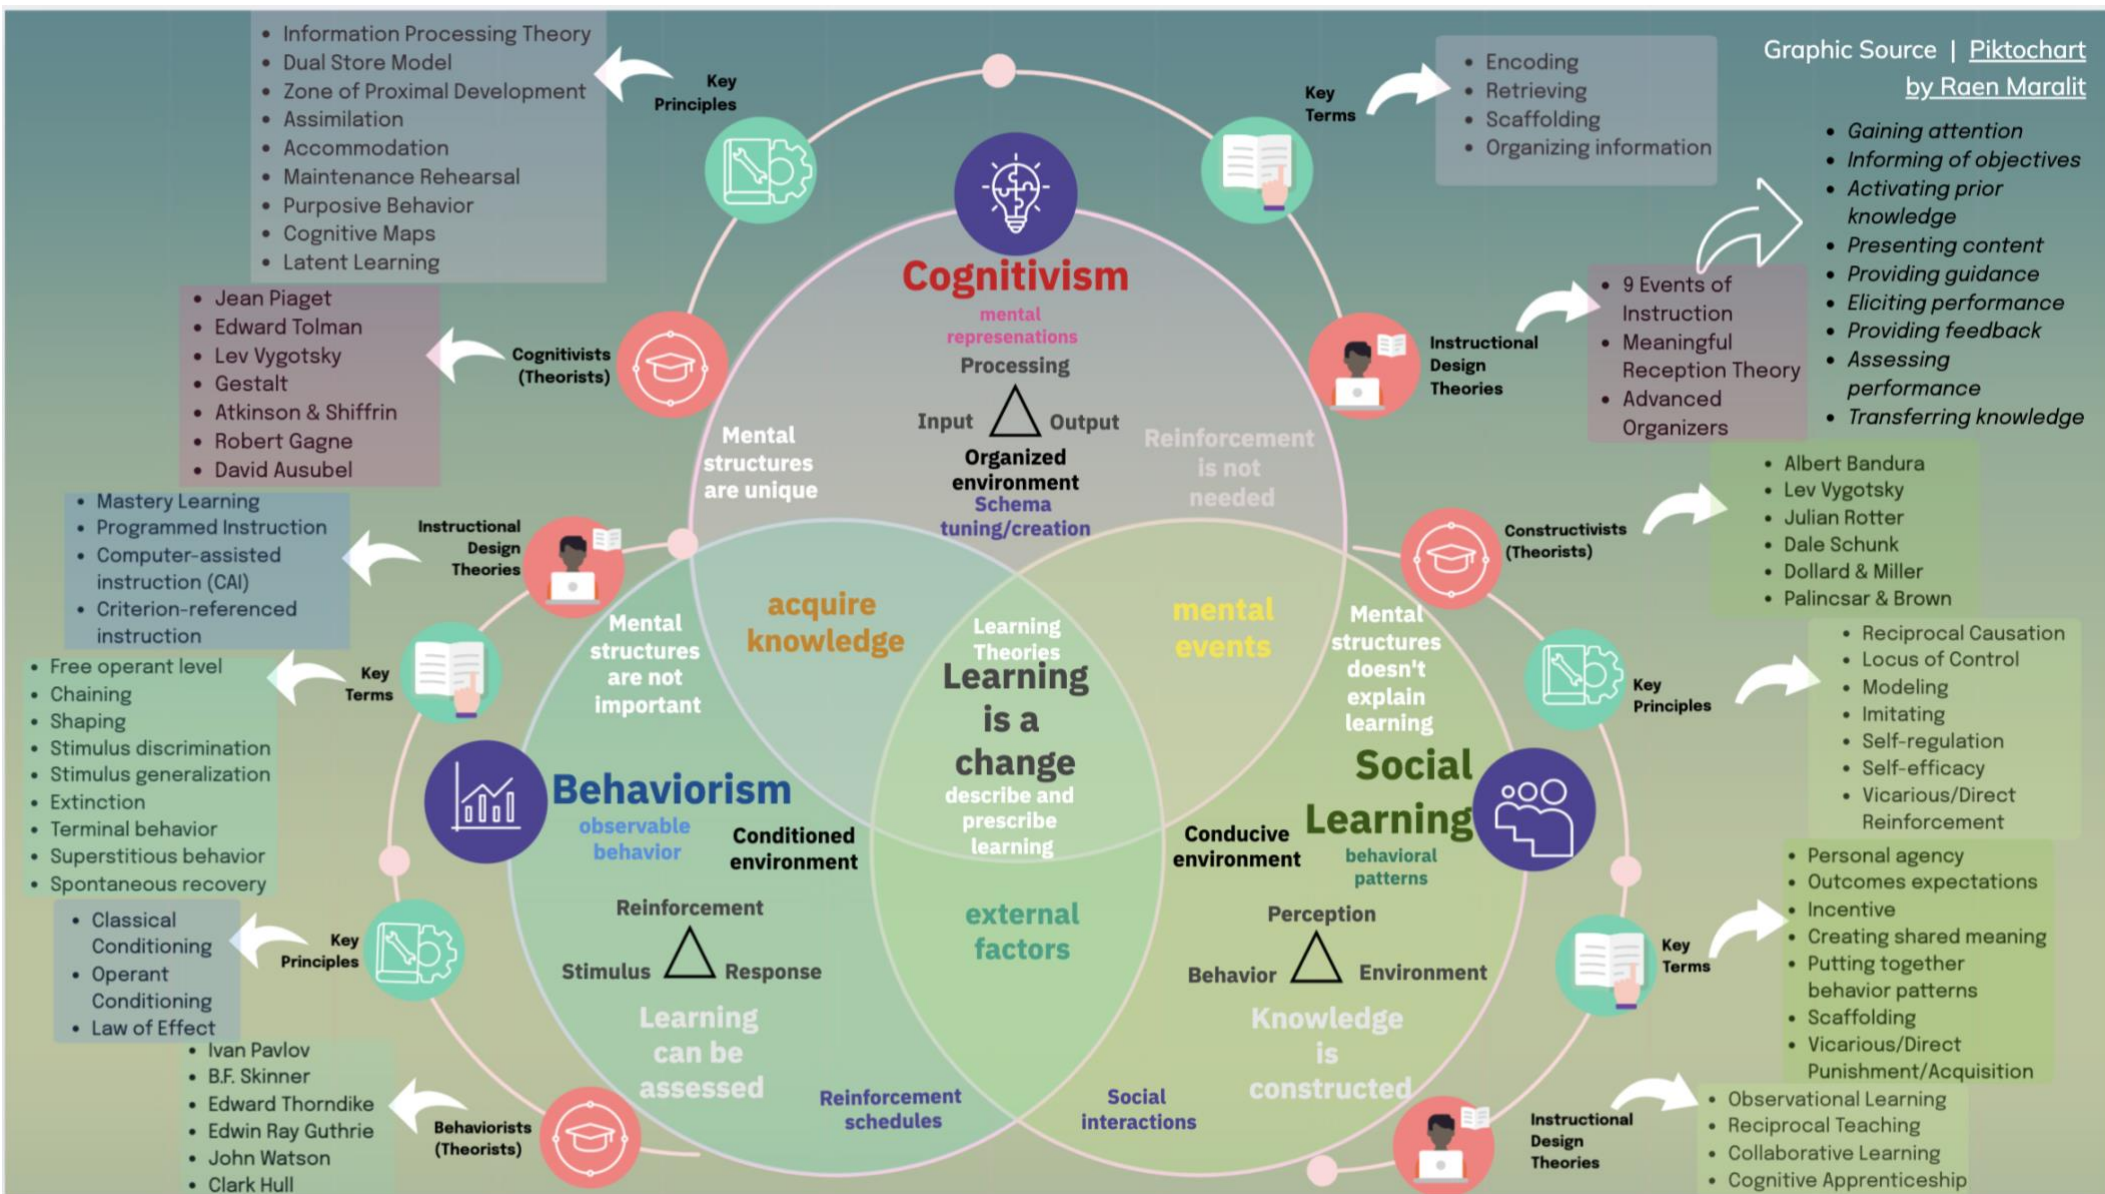 Information Processing Theory
Dual Store Model
Zone of Proximal Development
Assimilation
Accommodation
Maintenance Rehearsal
Purposive Behavior
Cognitive Maps
Latent Learning
Key
Principles
Key
Terms
Encoding
Retrieving
Scaffolding
Organizing information
Graphic Source | Piktochart
by Raen Maralit
Gaining attention
Informing of objectives
Activating prior
knowledge
Presenting content
Providing guidance
Eliciting performance
Providing feedback
Assessing
performance
Transferring knowledge
Jean Piaget
Edward Tolman
Lev Vygotsky
Gestalt
Atkinson & Shiffrin
Robert Gagne
David Ausubel
Cognitivists
(Theorists)
Instructional
Design
Theories
9 Events of
Instruction
Meaningful
Reception Theory
Advanced
Organizers
Cognitivism
mental
represenations
Processing
Input
Output
Organized
environment
Schema
tuning/creation
Mental
structures
are unique
Reinforcement
is not
needed
Mastery Learning
Programmed Instruction
Computer-assisted
instruction (CAI)
Criterion-referenced
instruction
Instructional
Design
Theories
Constructivists
(Theorists)
Albert Bandura
Lev Vygotsky
Julian Rotter
Dale Schunk
Dollard & Miller
Palincsar & Brown
acquire
knowledge
mental
events
Learning
Theories
Learning
is a
change
describe and
prescribe
learning
external
factors
Mental
structures
are not
important
Mental
structures
doesn't
explain
learning
Free operant level
Chaining
Shaping
Stimulus discrimination
Stimulus generalization
Extinction
Terminal behavior
Superstitious behavior
Spontaneous recovery
Key
Terms
Key
Principles
Reciprocal Causation
Locus of Control
Modeling
Imitating
Self-regulation
Self-efficacy
Vicarious/Direct
Reinforcement
Behaviorism
observable
behavior
Conditioned
environment
Reinforcement
Stimulus
Response
Learning
can be
assessed
Reinforcement
schedules
Social
Learning
behavioral
patterns
Conducive
environment
Perception
Behavior
Environment
Knowledge
is
constructed
Social
interactions
Classical
Conditioning
Operant
Conditioning
Law of Effect
Key
Principles
Key
Terms
Personal agency
Outcomes expectations
Incentive
Creating shared meaning
Putting together
behavior patterns
Scaffolding
Vicarious/Direct
Punishment/Acquisition
Ivan Pavlov
B.F. Skinner
Edward Thorndike
Edwin Ray Guthrie
John Watson
Clark Hull
Behaviorists
(Theorists)
Instructional
Design
Theories
Observational Learning
Reciprocal Teaching
Collaborative Learning
Cognitive Apprenticeship